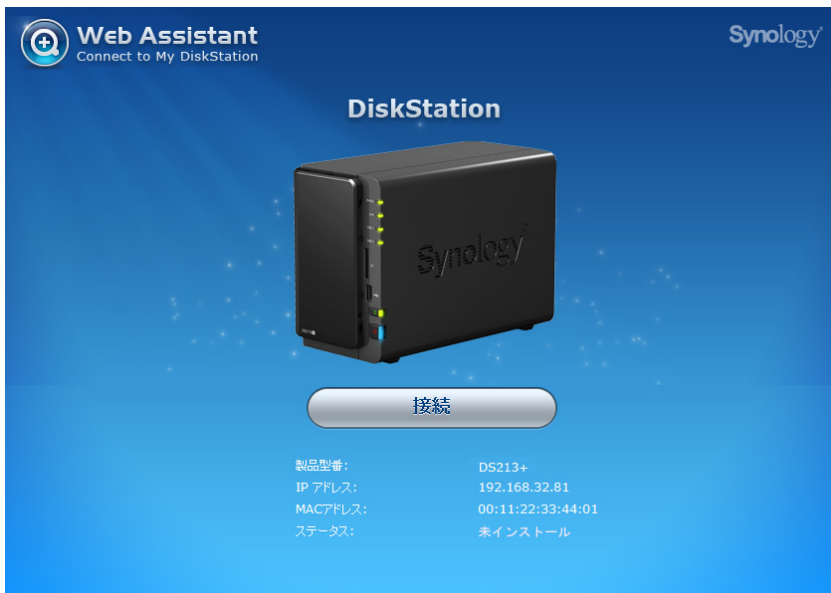 Web Assistant
Connect to My DiskStation
Synology
DiskStation
Synology
接続
製品型番: DS213+
IP アドレス: 192.168.32.81
MACアドレス: 00:11:22:33:44:01
ステータス: 未インストール